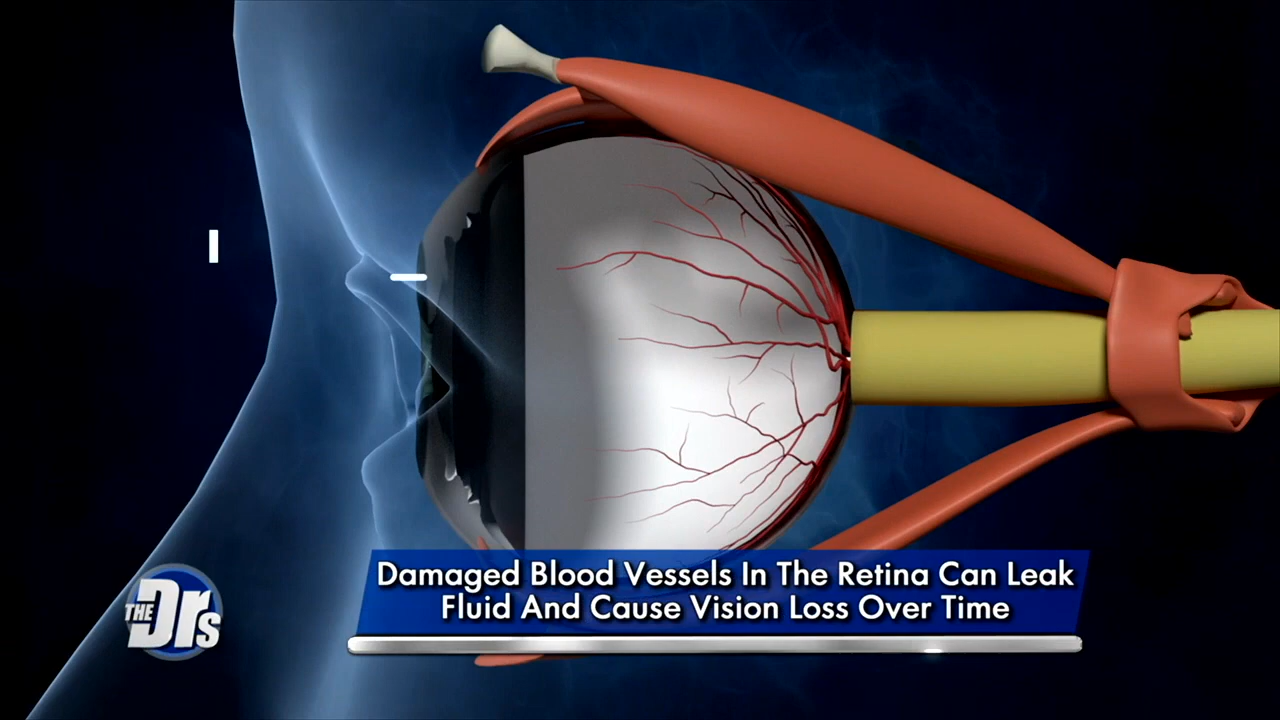 Damaged Blood Vessels In The Retina Can Leak
Fluid And Cause Vision Loss Over Time
THE Drs